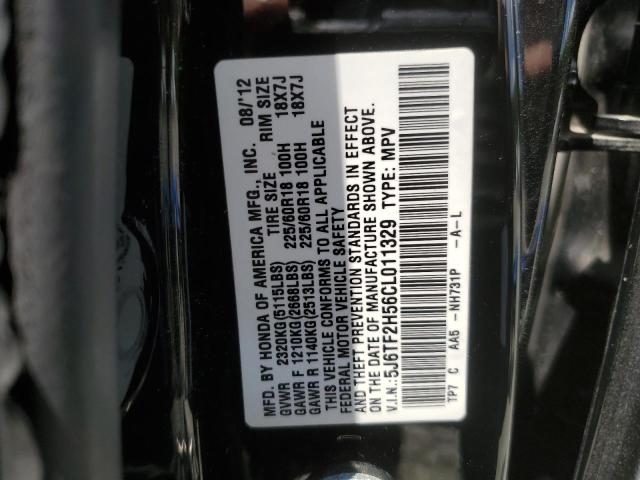 MFD. BY HONDA OF AMERICA MFG., INC. 08/'12
GVWR 2320KG(5115LBS) TIRE SIZE RIM SIZE
GAWR F 1210KG(2668LBS) 225/60R18 100H 18X7J
GAWR R 1140KG(2513LBS) 225/60R18 100H 18X7J
THIS VEHICLE CONFORMS TO ALL APPLICABLE
FEDERAL MOTOR VEHICLE SAFETY
AND THEFT PREVENTION STANDARDS IN EFFECT
ON THE DATE OF MANUFACTURE SHOWN ABOVE.
V.I.N.:5J6TF2H56CL011329 TYPE: MPV
TP7 C AA5 -NH731P -A-L